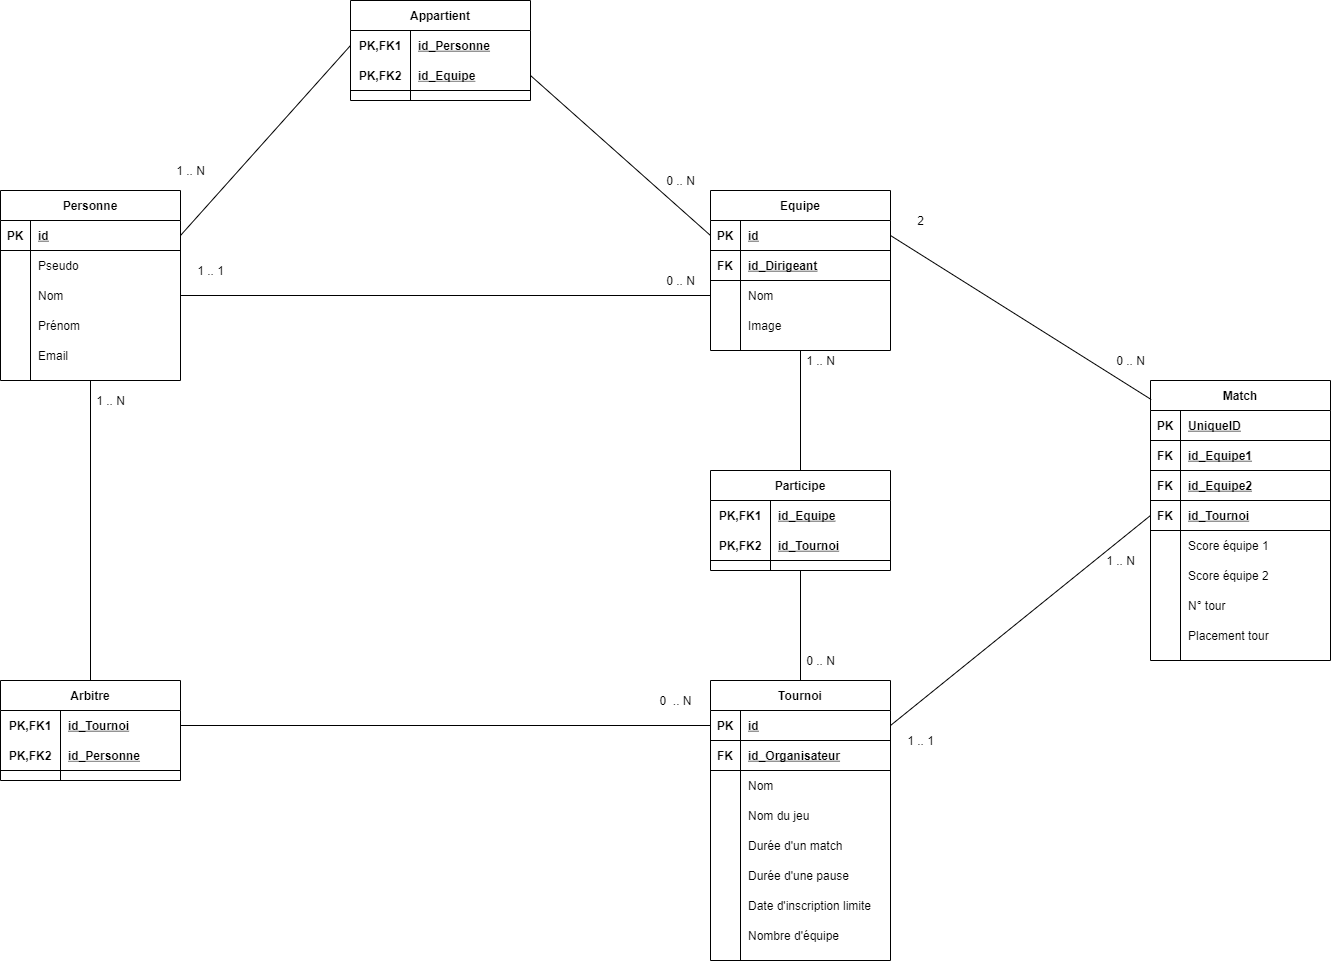 Appartient
PK,FK1 id_Personne
PK,FK2 id_Equipe
1 .. N
0 .. N
Personne
PK id
Pseudo
Nom
Prénom
Email
1 .. 1
0 .. N
Equipe
PK id
FK id_Dirigeant
Nom
Image
2
0 .. N
1 .. N
1 .. N
Match
PK UniqueID
FK id_Equipe1
FK id_Equipe2
FK id_Tournoi
Score équipe 1
Score équipe 2
N° tour
Placement tour
Participe
PK,FK1 id_Equipe
PK,FK2 id_Tournoi
1 .. N
0 .. N
Arbitre
PK,FK1 id_Tournoi
PK,FK2 id_Personne
0 .. N
Tournoi
PK id
FK id_Organisateur
Nom
Nom du jeu
Durée d'un match
Durée d'une pause
Date d'inscription limite
Nombre d'équipe
1 .. 1